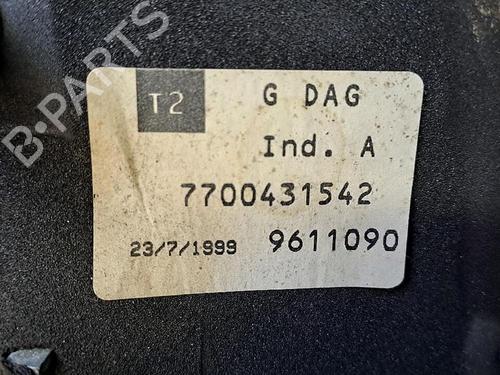 B-PARTS
T2
G DAG
Ind. A
7700431542
23/7/1999 9611090